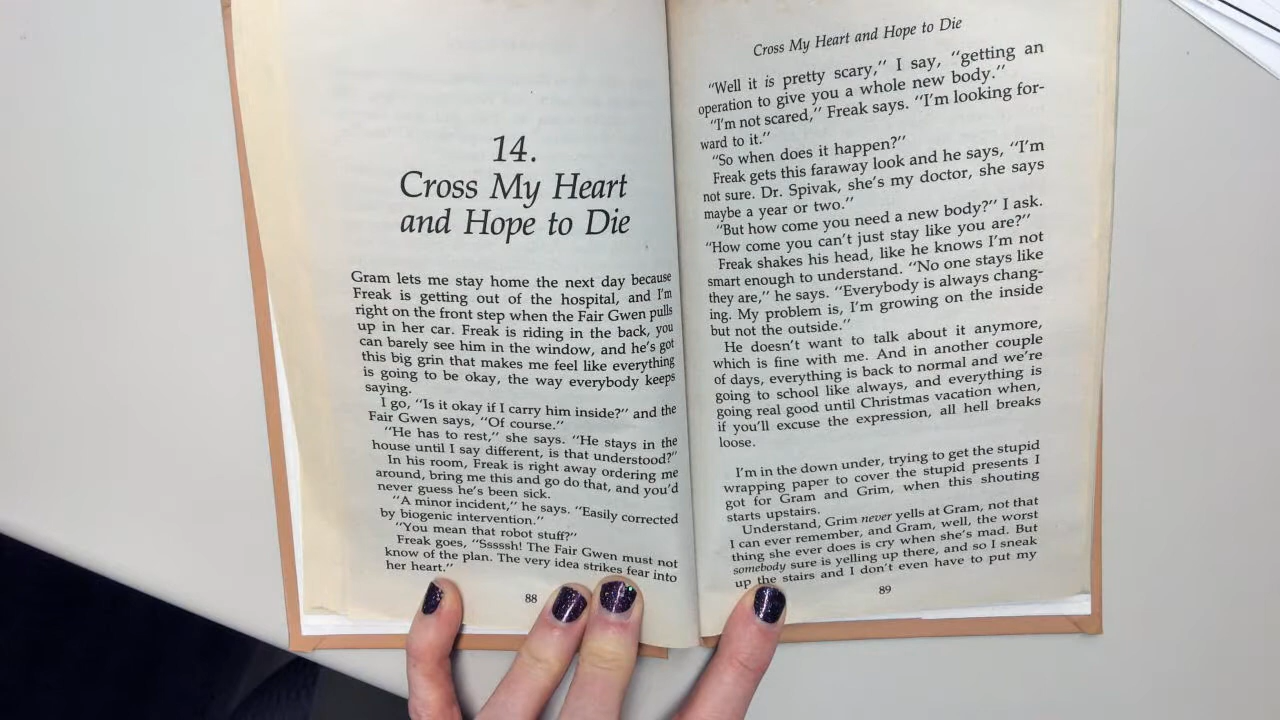 14.
Cross My Heart
and Hope to Die
Gram lets me stay home the next day because
Freak is getting out of the hospital, and I'm
right on the front step when the Fair Gwen pulls
up in her car. Freak is riding in the back, you
can barely see him in the window, and he's got
this big grin that makes me feel like everything
is going to be okay, the way everybody keeps
saying.
I go, "Is it okay if I carry him inside?" and the
Fair Gwen says, "Of course."
"He has to rest," she says. "He stays in the
house until I say different, is that understood?"
In his room, Freak is right away ordering me
around, bring me this and go do that, and you'd
never guess he's been sick.
"A minor incident," he says. "Easily corrected
by biogenic intervention."
"You mean that robot stuff?"
Freak goes, "Sssssh! The Fair Gwen must not
know of the plan. The very idea strikes fear into
her heart."
88
Cross My Heart and Hope to Die
"Well it is pretty scary," I say, "getting an
operation to give you a whole new body."
"I'm not scared," Freak says. "I'm looking for-
ward to it."
"So when does it happen?"
Freak gets this faraway look and he says, "I'm
not sure. Dr. Spivak, she's my doctor, she says
maybe a year or two."
"But how come you need a new body?" I ask.
"How come you can't just stay like you are?"
Freak shakes his head, like he knows I'm not
smart enough to understand. "No one stays like
they are," he says. "Everybody is always chang-
ing. My problem is, I'm growing on the inside
but not the outside."
He doesn't want to talk about it anymore,
which is fine with me. And in another couple
of days, everything is back to normal and we're
going to school like always, and everything is
going real good until Christmas vacation when,
if you'll excuse the expression, all hell breaks
loose.
I'm in the down under, trying to get the stupid
wrapping paper to cover the stupid presents I
got for Gram and Grim, when this shouting
starts upstairs.
Understand, Grim never yells at Gram, not that
I can ever remember, and Gram, well, the worst
thing she ever does is cry when she's mad. But
somebody sure is yelling up there, and so I sneak
up the stairs and I don't even have to put my
89